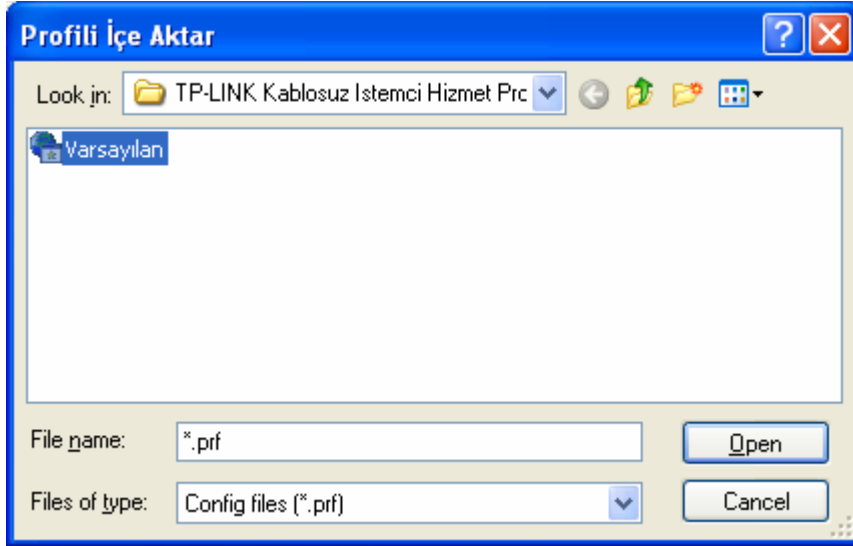 Profili İçe Aktar
Look in: TP-LINK Kablosuz Istemci Hizmet Prc
Varsayılan
File name: *.prf Open
Files of type: Config files (*.prf) Cancel